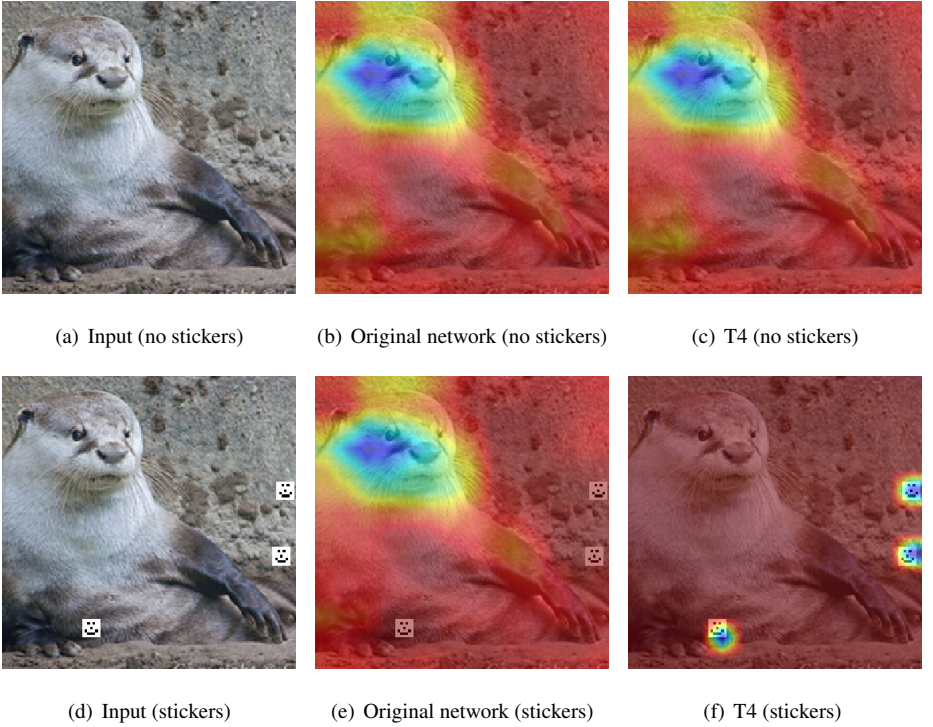 (a) Input (no stickers)
(b) Original network (no stickers)
(c) T4 (no stickers)
(d) Input (stickers)
(e) Original network (stickers)
(f) T4 (stickers)